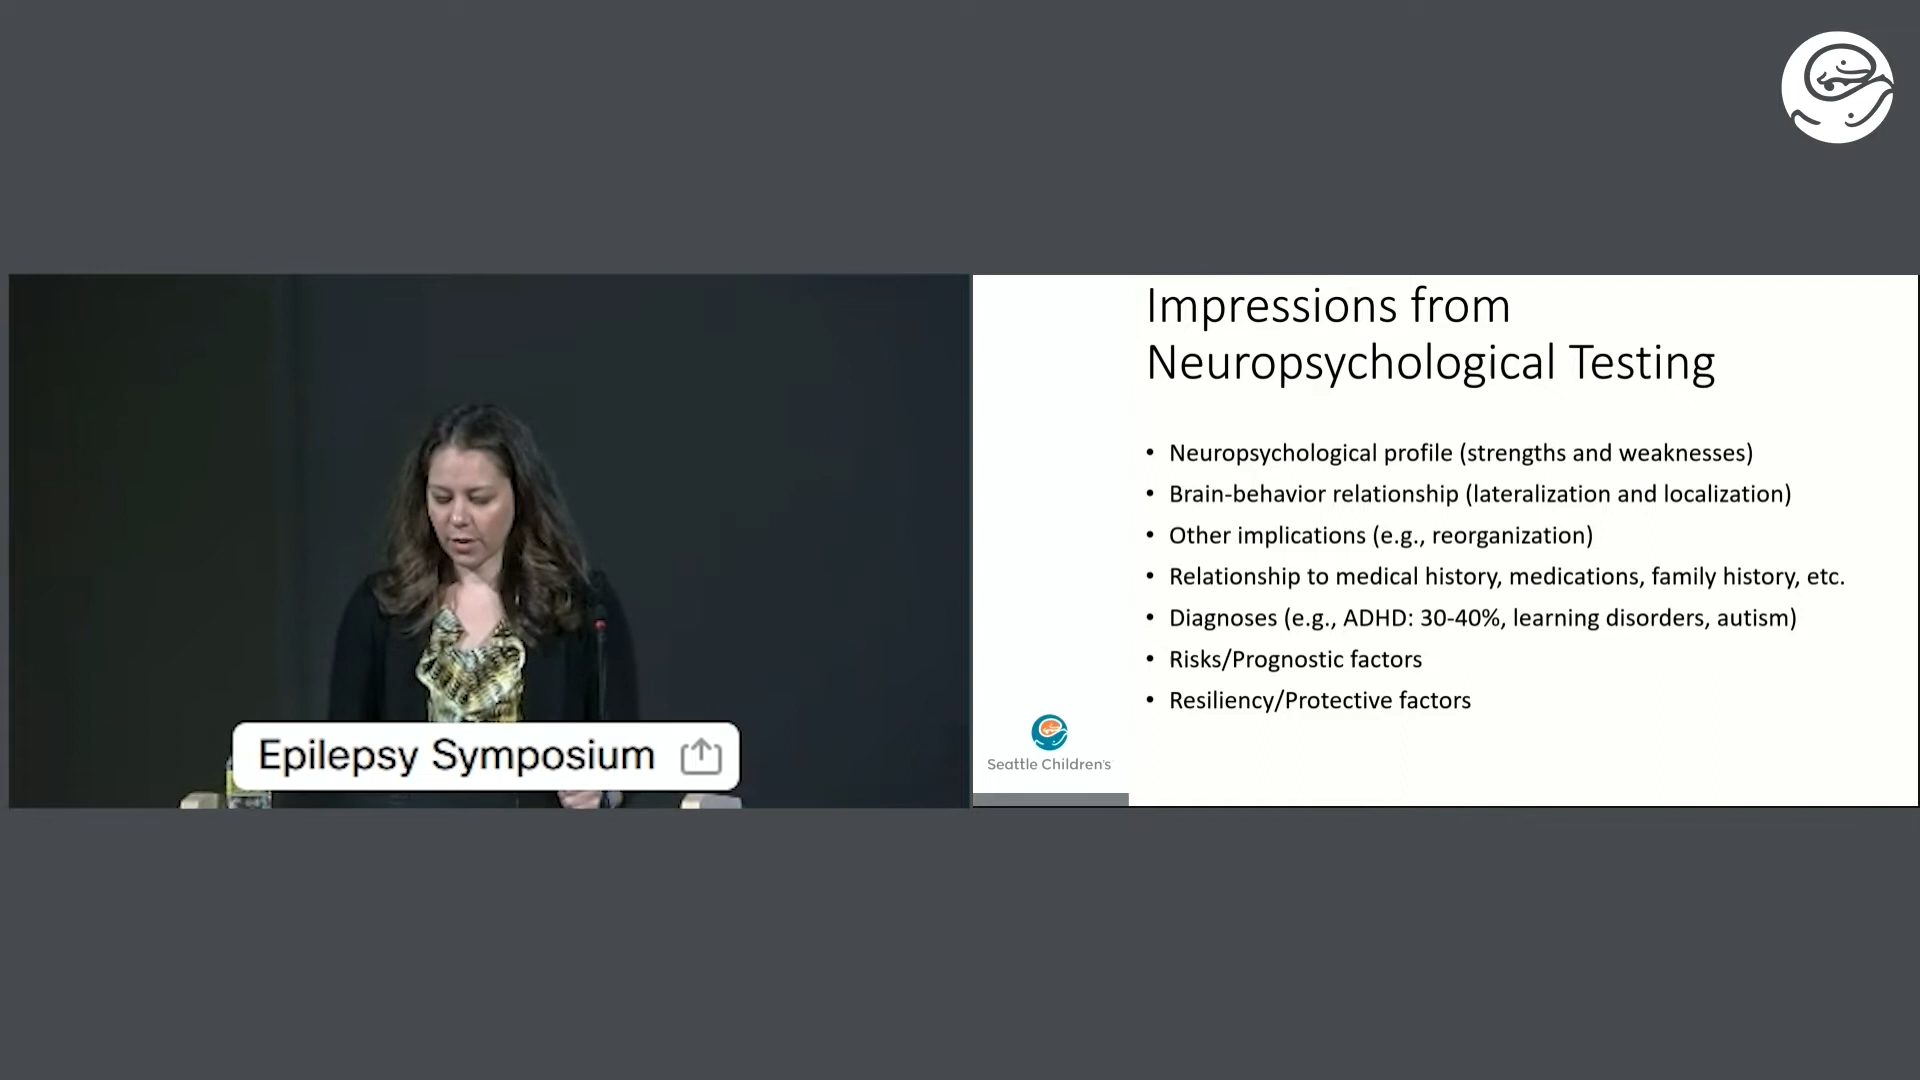 Impressions from
Neuropsychological Testing
• Neuropsychological profile (strengths and weaknesses)
• Brain-behavior relationship (lateralization and localization)
• Other implications (e.g., reorganization)
• Relationship to medical history, medications, family history, etc.
• Diagnoses (e.g., ADHD: 30-40%, learning disorders, autism)
• Risks/Prognostic factors
• Resiliency/Protective factors
Seattle Children's
Epilepsy Symposium